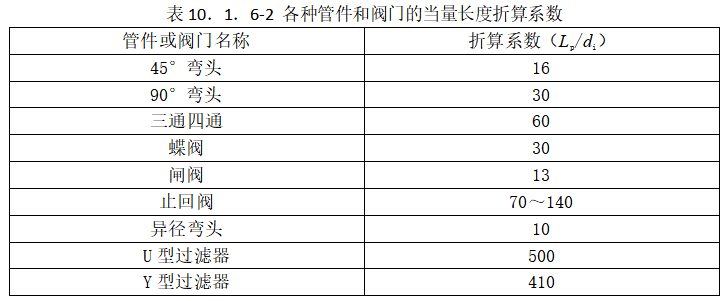 表 10．1．6-2 各种管件和阀门的当量长度折算系数
管件或阀门名称 折算系数（Lp/di）
45°弯头 16
90°弯头 30
三通四通 60
蝶阀 30
闸阀 13
止回阀 70～140
异径弯头 10
U 型过滤器 500
Y 型过滤器 410